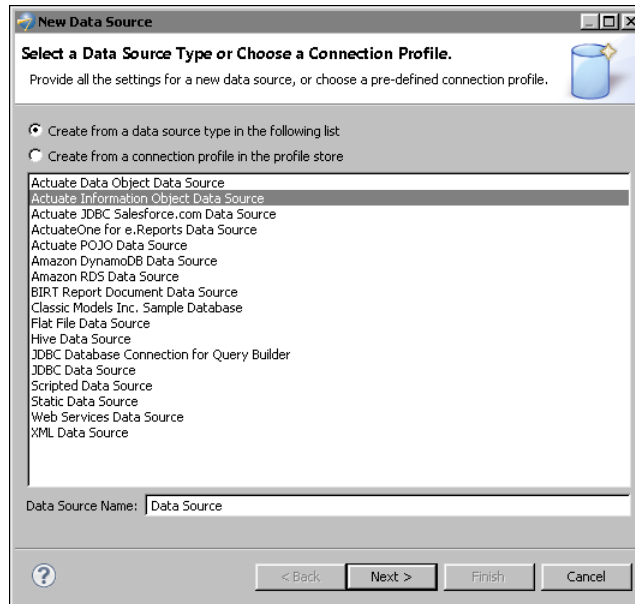 New Data Source
Select a Data Source Type or Choose a Connection Profile.
Provide all the settings for a new data source, or choose a pre-defined connection profile.
Create from a data source type in the following list
Create from a connection profile in the profile store
Actuate Data Object Data Source
Actuate Information Object Data Source
Actuate JDBC Salesforce.com Data Source
ActuateOne for e.Reports Data Source
Actuate POJO Data Source
Amazon DynamoDB Data Source
Amazon RDS Data Source
BIRT Report Document Data Source
Classic Models Inc. Sample Database
Flat File Data Source
Hive Data Source
JDBC Database Connection for Query Builder
JDBC Data Source
Scripted Data Source
Static Data Source
Web Services Data Source
XML Data Source
Data Source Name: Data Source
? < Back Next > Finish Cancel